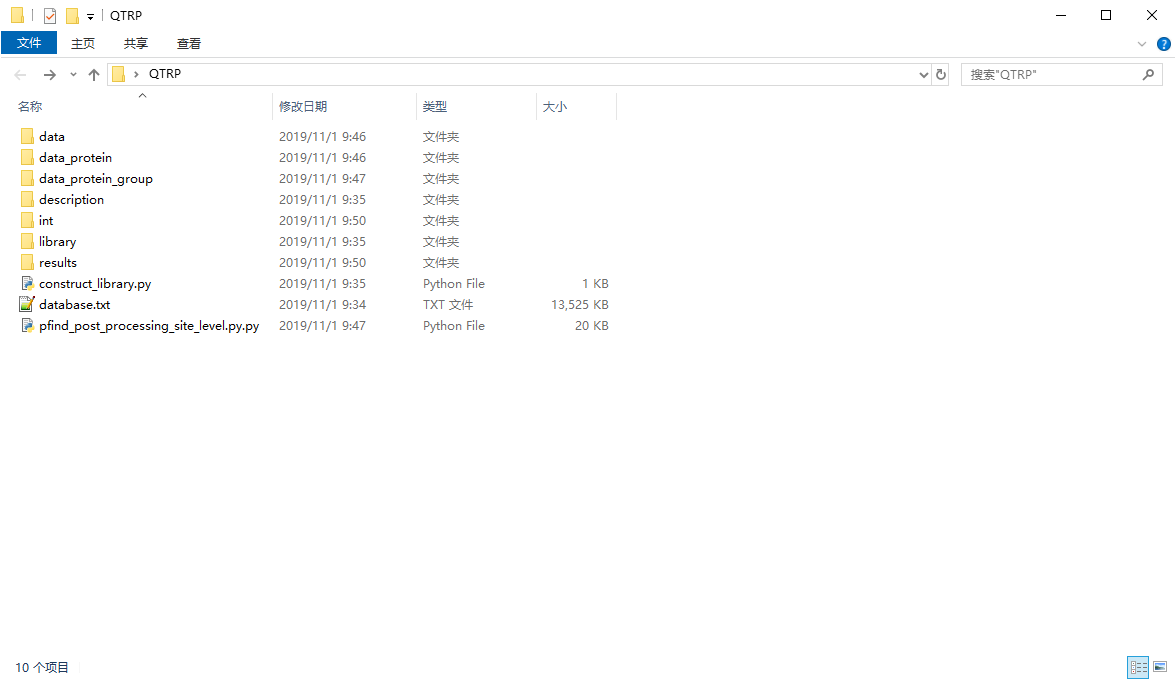 QTRP
文件 主页 共享 查看
QTRP 搜索"QTRP"
名称 修改日期 类型 大小
data 2019/11/1 9:46 文件夹
data_protein 2019/11/1 9:46 文件夹
data_protein_group 2019/11/1 9:47 文件夹
description 2019/11/1 9:35 文件夹
int 2019/11/1 9:50 文件夹
library 2019/11/1 9:35 文件夹
results 2019/11/1 9:50 文件夹
construct_library.py 2019/11/1 9:35 Python File 1 KB
database.txt 2019/11/1 9:34 TXT 文件 13,525 KB
pfind_post_processing_site_level.py.py 2019/11/1 9:47 Python File 20 KB
10 个项目